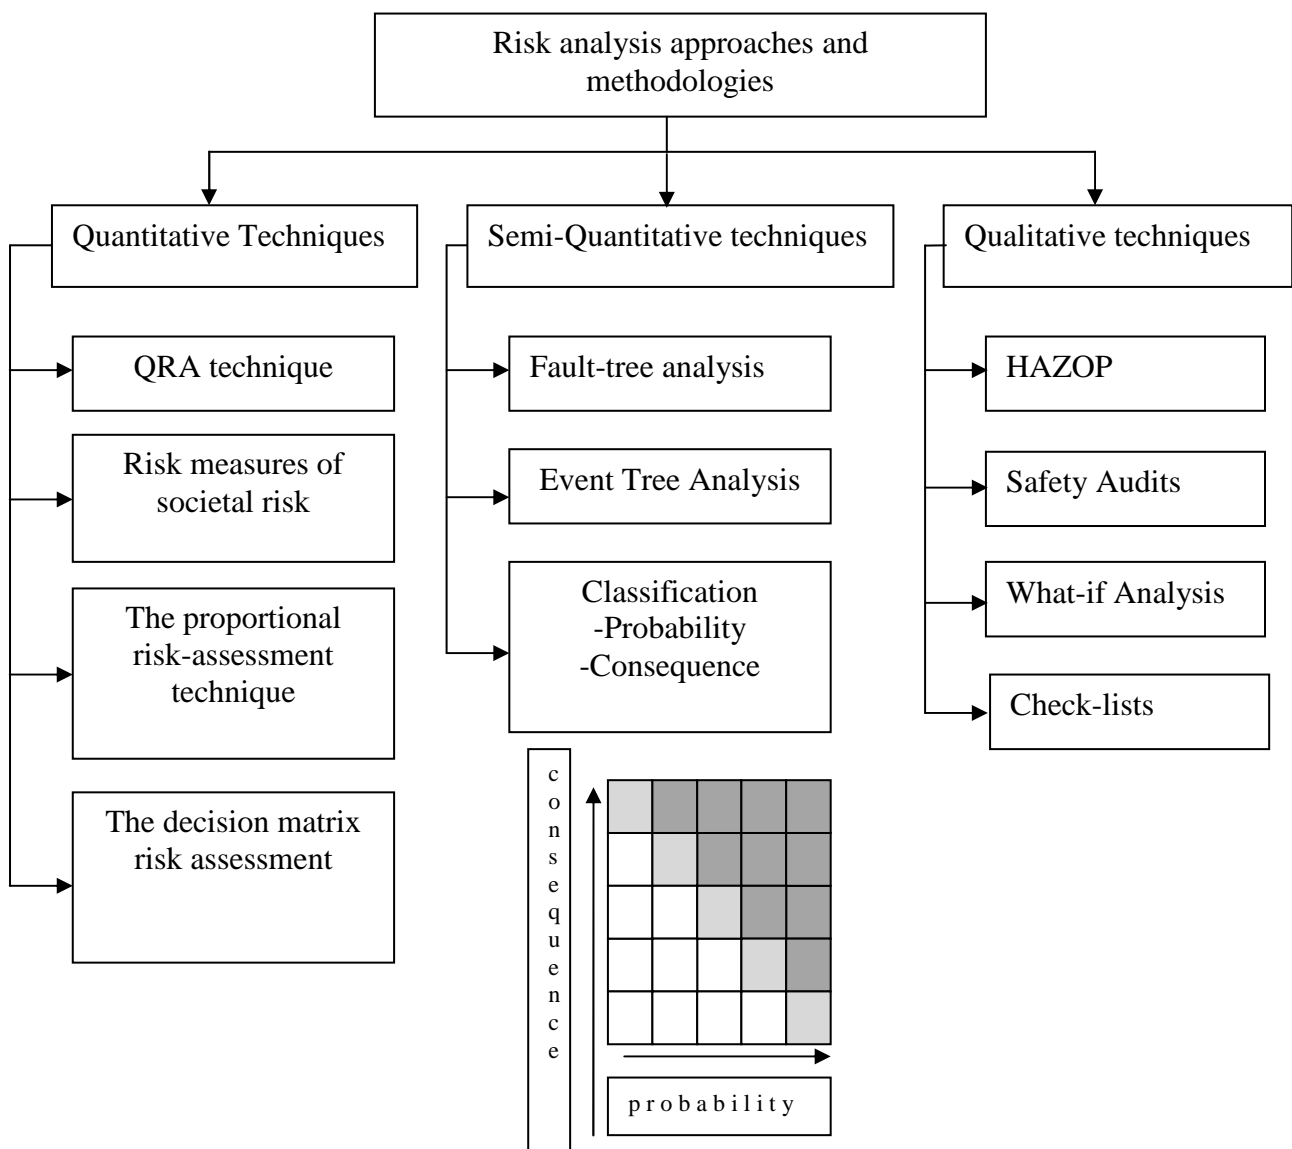 Risk analysis approaches and
methodologies
Quantitative Techniques
Semi-Quantitative techniques
Qualitative techniques
QRA technique
Risk measures of
societal risk
The proportional
risk-assessment
technique
The decision matrix
risk assessment
Fault-tree analysis
Event Tree Analysis
Classification
-Probability
-Consequence
HAZOP
Safety Audits
What-if Analysis
Check-lists
c
o
n
s
e
q
u
e
n
c
e
p r o b a b i l i t y